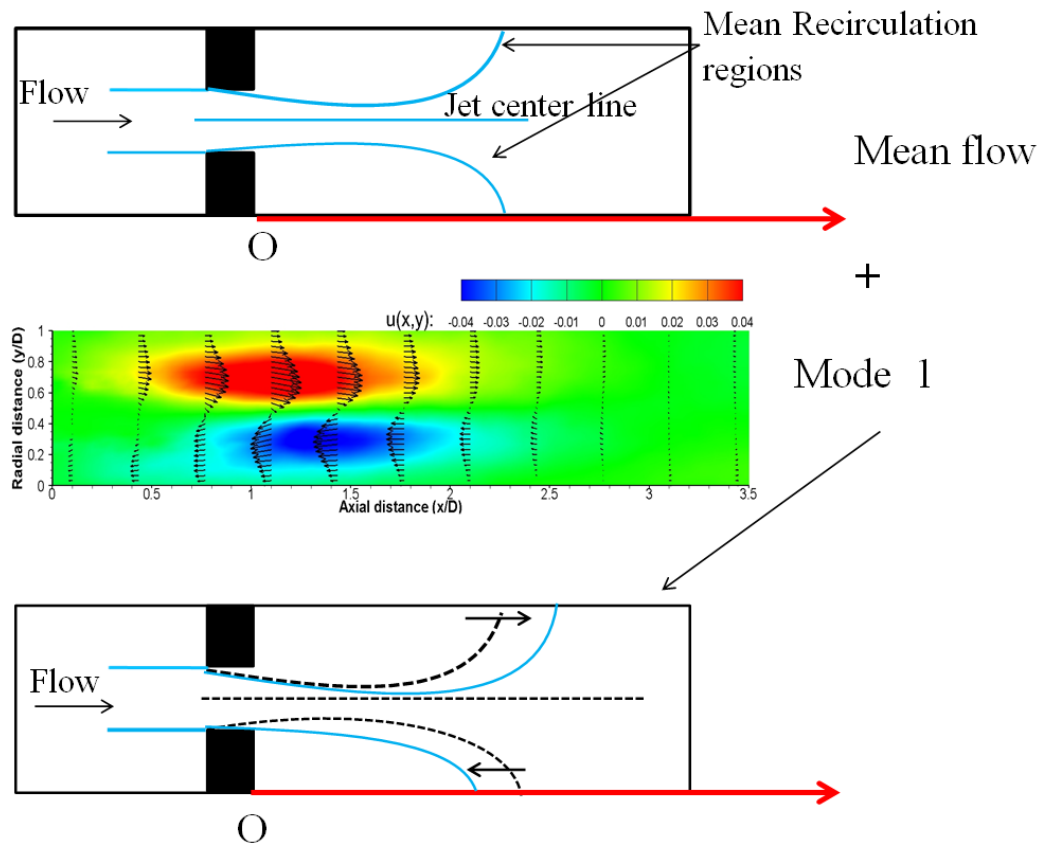 Mean Recirculation
regions
Flow
Jet center line
Mean flow
O
+
u(x,y): -0.04 -0.03 -0.02 -0.01 0 0.01 0.02 0.03 0.04
Mode 1
Radial distance (y/D)
1
0.8
0.6
0.4
0.2
0
0 0.5 1 1.5 2 2.5 3 3.5
Axial distance (x/D)
Flow
O